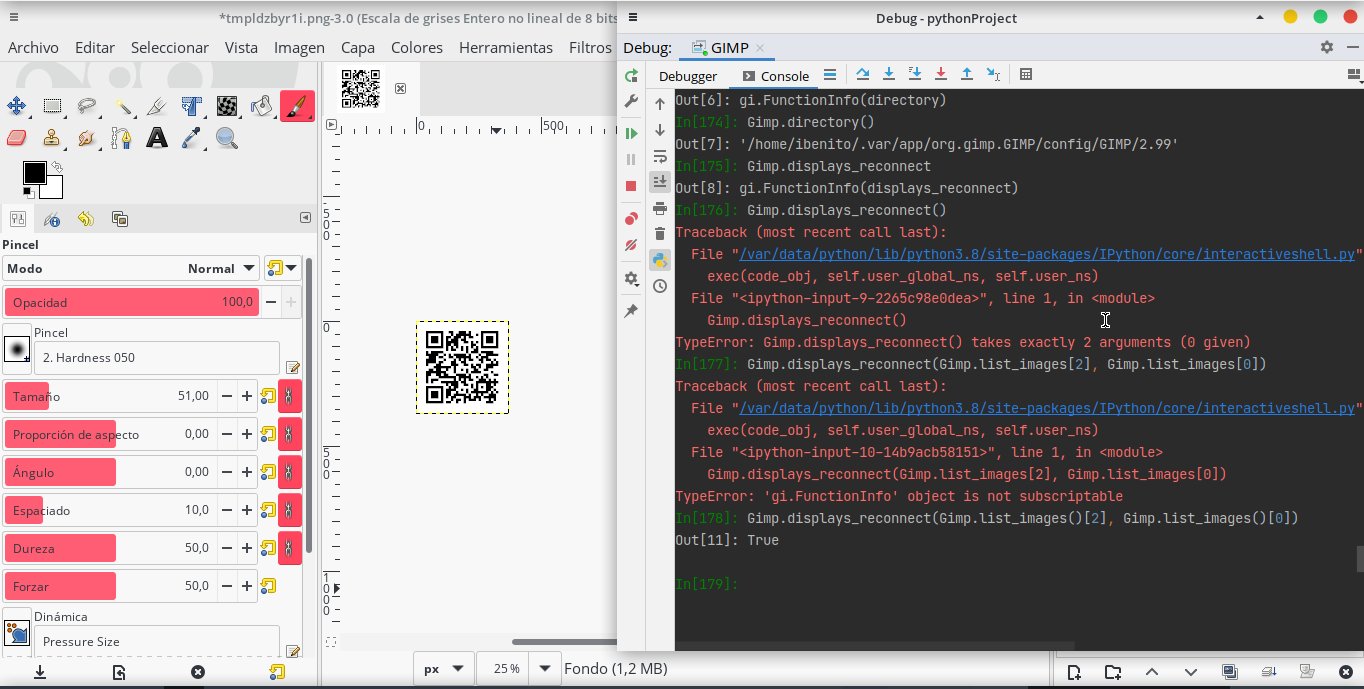 *tmpldzbyr1i.png-3.0 (Escala de grises Entero no lineal de 8 bits
Archivo Editar Seleccionar Vista Imagen Capa Colores Herramientas Filtros
0
500
0
500
1000
Pincel
Modo Normal
Opacidad 100,0
Pincel
2. Hardness 050
Tamaño 51,00
Proporción de aspecto 0,00
Ángulo 0,00
Espaciado 10,0
Dureza 50,0
Forzar 50,0
Dinámica
Pressure Size
px 25 % Fondo (1,2 MB)
Debug - pythonProject
Debug: GIMP
Debugger Console
Out[6]: gi.FunctionInfo(directory)
In[174]: Gimp.directory()
Out[7]: '/home/ibenito/.var/app/org.gimp.GIMP/config/GIMP/2.99'
In[175]: Gimp.displays_reconnect
Out[8]: gi.FunctionInfo(displays_reconnect)
In[176]: Gimp.displays_reconnect()
Traceback (most recent call last):
File "/var/data/python/lib/python3.8/site-packages/IPython/core/interactiveshell.py"
exec(code_obj, self.user_global_ns, self.user_ns)
File "<ipython-input-9-2265c98e0dea>", line 1, in <module>
Gimp.displays_reconnect()
TypeError: Gimp.displays_reconnect() takes exactly 2 arguments (0 given)
In[177]: Gimp.displays_reconnect(Gimp.list_images[2], Gimp.list_images[0])
Traceback (most recent call last):
File "/var/data/python/lib/python3.8/site-packages/IPython/core/interactiveshell.py"
exec(code_obj, self.user_global_ns, self.user_ns)
File "<ipython-input-10-14b9acb58151>", line 1, in <module>
Gimp.displays_reconnect(Gimp.list_images[2], Gimp.list_images[0])
TypeError: 'gi.FunctionInfo' object is not subscriptable
In[178]: Gimp.displays_reconnect(Gimp.list_images()[2], Gimp.list_images()[0])
Out[11]: True
In[179]: